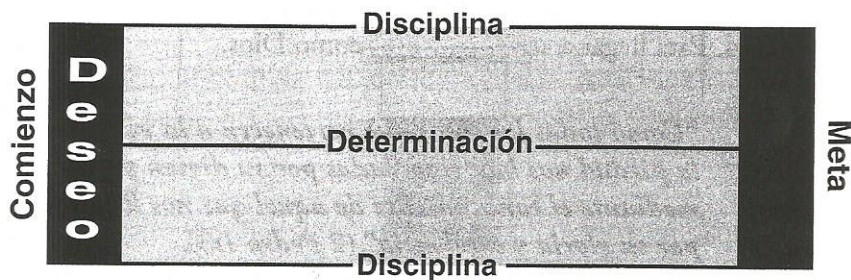 Disciplina
Comienzo
Deseo
Determinación
Meta
Disciplina